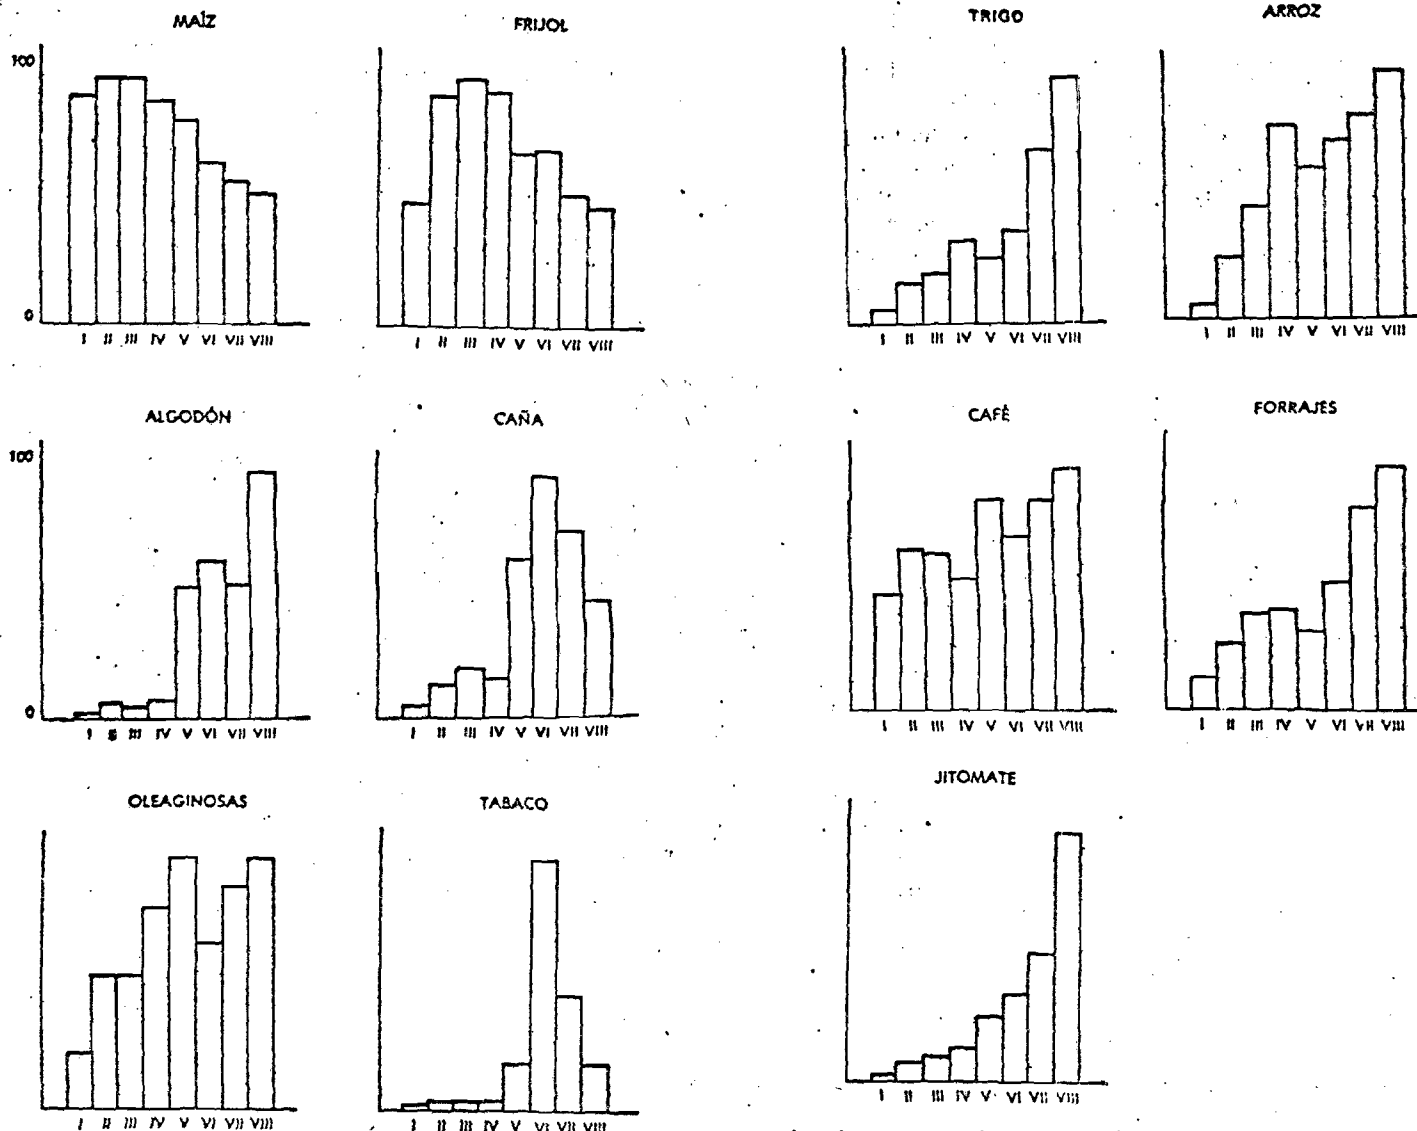 MAÍZ
FRIJOL
TRIGO
ARROZ
100
0
I II III IV V VI VII VIII
I II III IV V VI VII VIII
I II III IV V VI VII VIII
I II III IV V VI VII VIII
ALGODÓN
CAÑA
CAFÉ
FORRAJES
100
0
I II III IV V VI VII VIII
I II III IV V VI VII VIII
I II III IV V VI VII VIII
I II III IV V VI VII VIII
OLEAGINOSAS
TABACO
JITOMATE
I II III IV V VI VII VIII
I II III IV V VI VII VIII
I II III IV V VI VII VIII